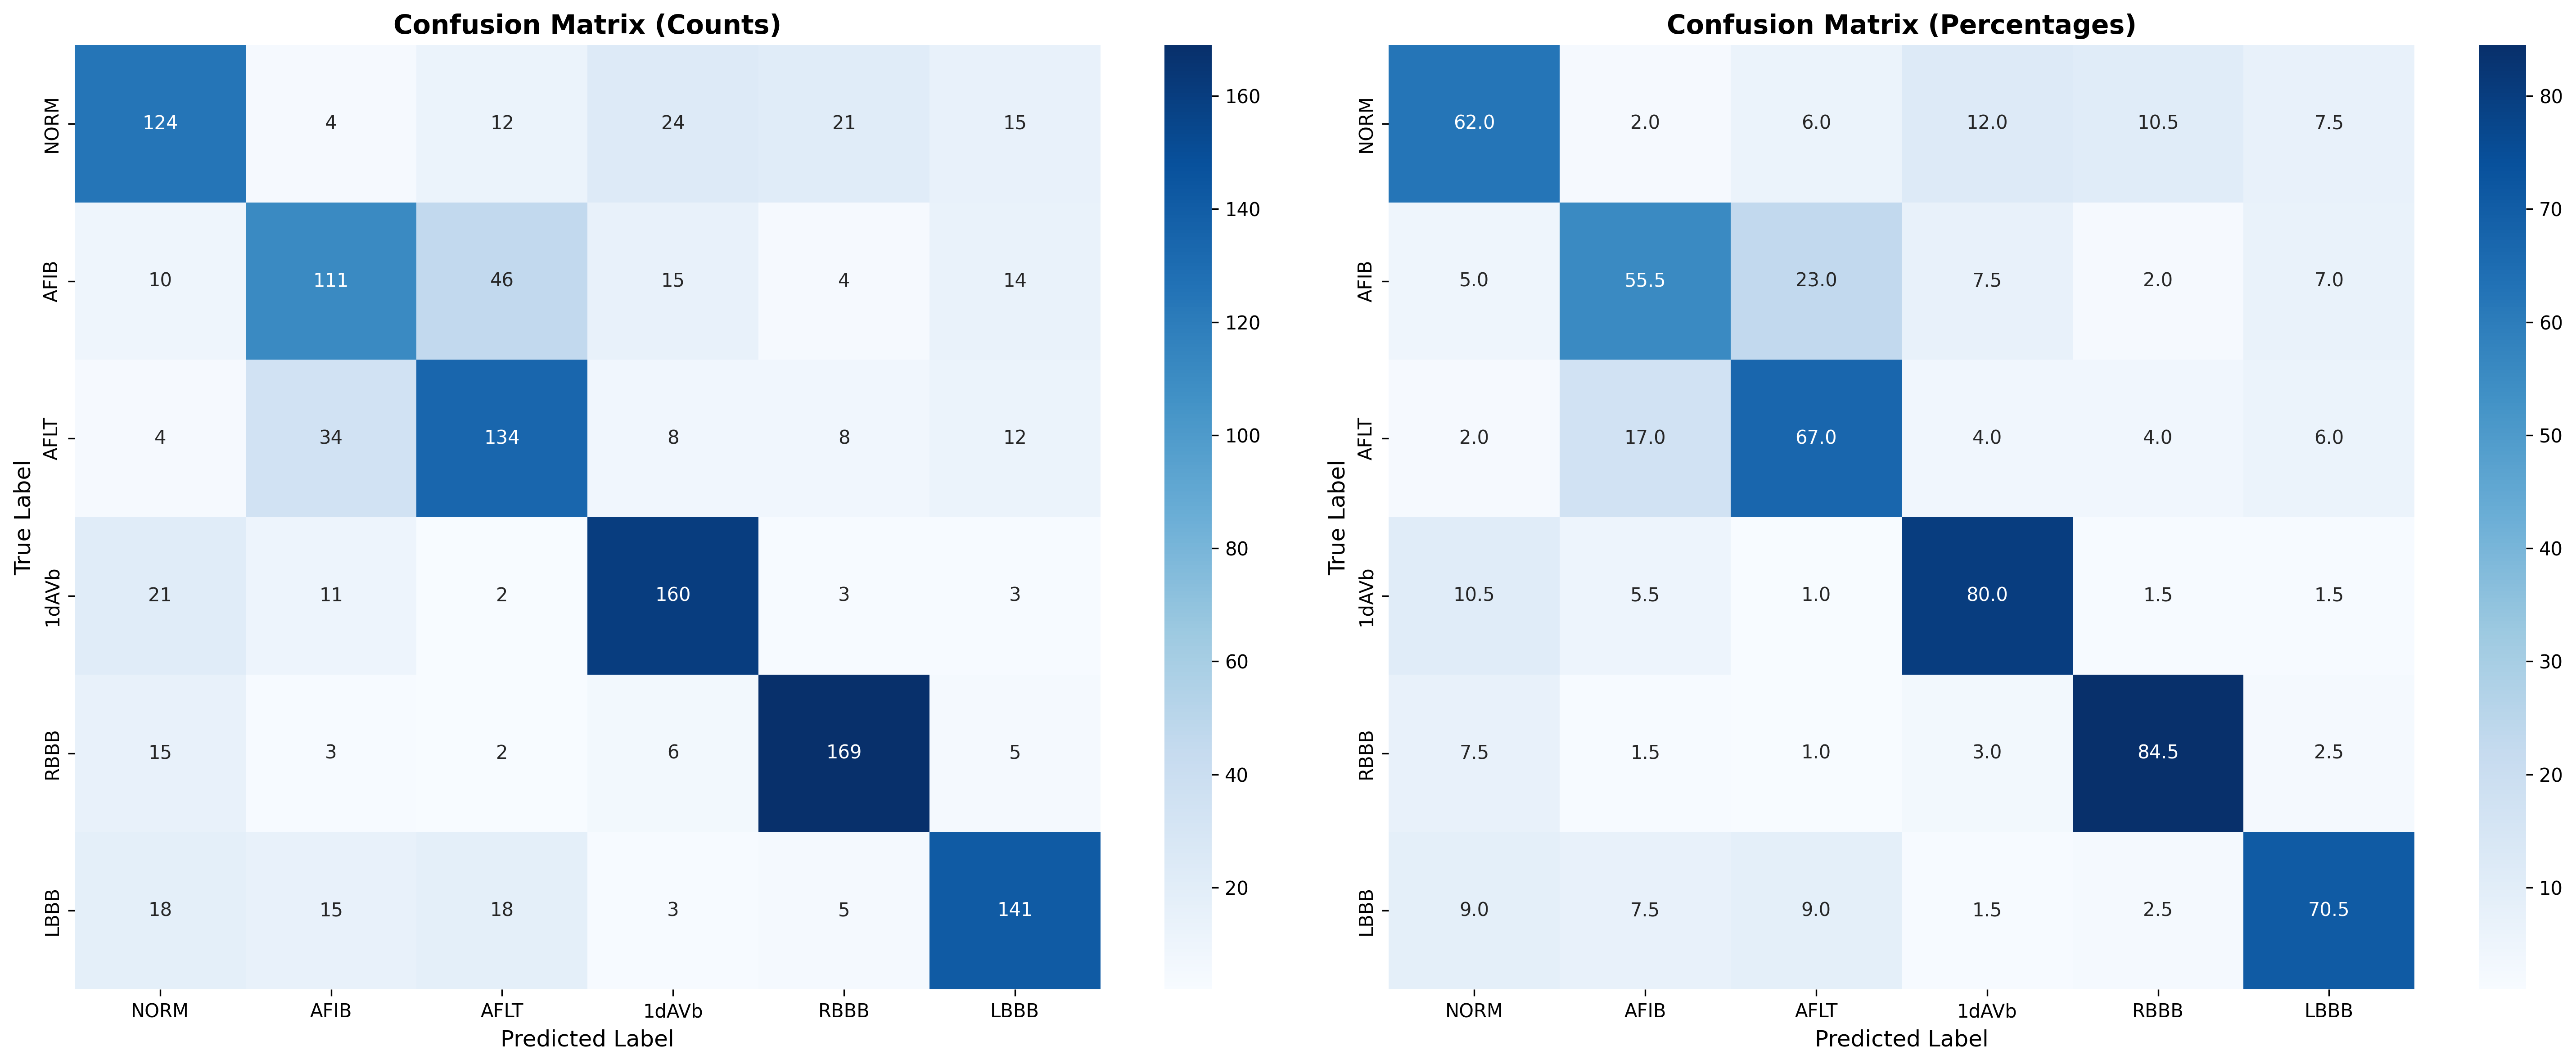 Confusion Matrix (Counts)
NORM 124 4 12 24 21 15
AFIB 10 111 46 15 4 14
AFLT 4 34 134 8 8 12
1dAVb 21 11 2 160 3 3
RBBB 15 3 2 6 169 5
LBBB 18 15 18 3 5 141
NORM AFIB AFLT 1dAVb RBBB LBBB
True Label
Predicted Label
160
140
120
100
80
60
40
20
Confusion Matrix (Percentages)
NORM 62.0 2.0 6.0 12.0 10.5 7.5
AFIB 5.0 55.5 23.0 7.5 2.0 7.0
AFLT 2.0 17.0 67.0 4.0 4.0 6.0
1dAVb 10.5 5.5 1.0 80.0 1.5 1.5
RBBB 7.5 1.5 1.0 3.0 84.5 2.5
LBBB 9.0 7.5 9.0 1.5 2.5 70.5
NORM AFIB AFLT 1dAVb RBBB LBBB
True Label
Predicted Label
80
70
60
50
40
30
20
10